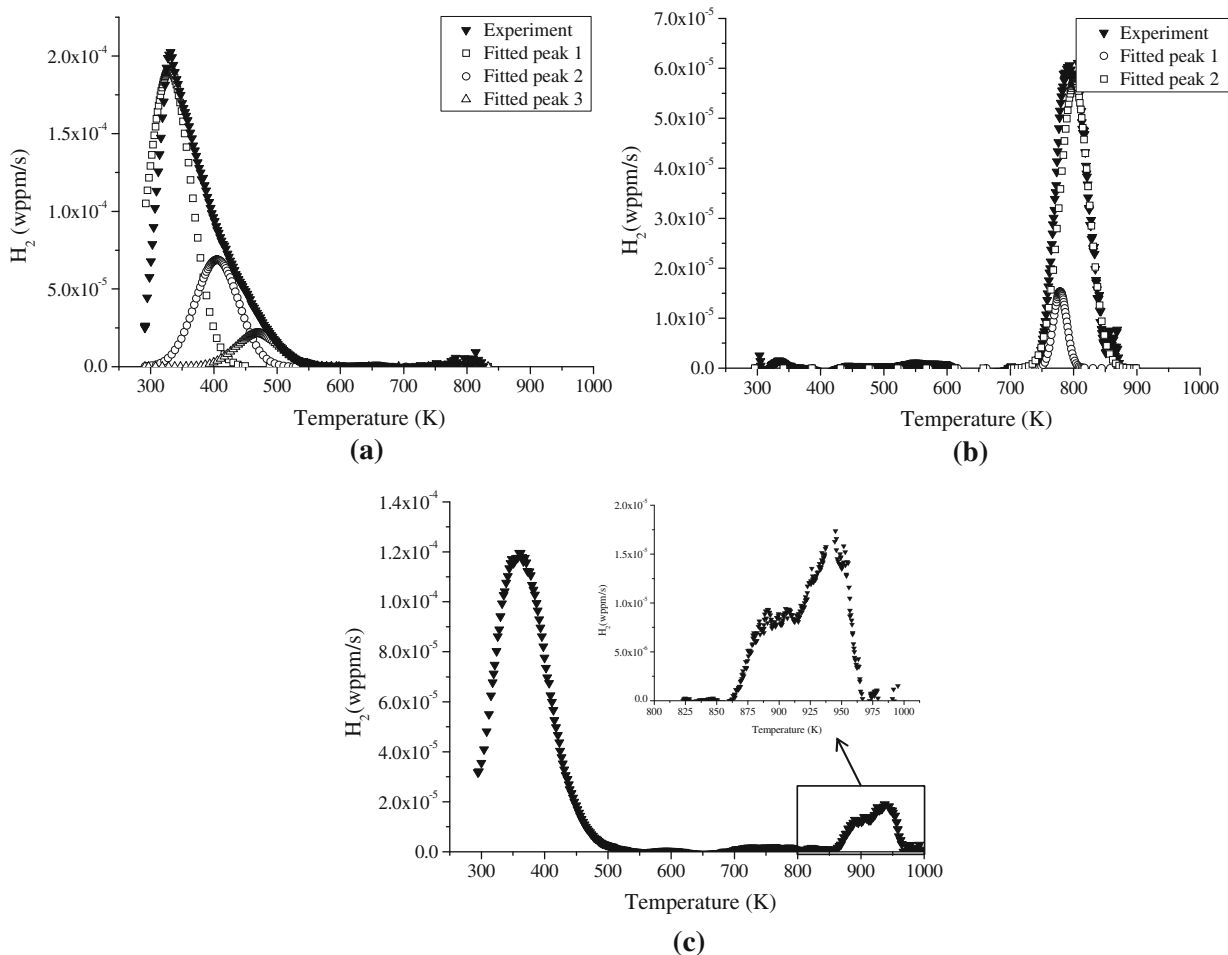 Experiment
Fitted peak 1
Fitted peak 2
Fitted peak 3
2.0x10⁻⁴
1.5x10⁻⁴
1.0x10⁻⁴
5.0x10⁻⁵
0.0
H₂ (wppm/s)
300 400 500 600 700 800 900 1000
Temperature (K)
(a)
Experiment
Fitted peak 1
Fitted peak 2
7.0x10⁻⁵
6.0x10⁻⁵
5.0x10⁻⁵
4.0x10⁻⁵
3.0x10⁻⁵
2.0x10⁻⁵
1.0x10⁻⁵
0.0
H₂(wppm/s)
300 400 500 600 700 800 900 1000
Temperature (K)
(b)
1.4x10⁻⁴
1.2x10⁻⁴
1.0x10⁻⁴
8.0x10⁻⁵
6.0x10⁻⁵
4.0x10⁻⁵
2.0x10⁻⁵
0.0
H₂(wppm/s)
300 400 500 600 700 800 900 1000
Temperature (K)
2.0x10⁻⁵
1.5x10⁻⁵
1.0x10⁻⁵
5.0x10⁻⁶
0.0
H₂(wppm/s)
800 825 850 875 900 925 950 975 1000
Temperature (K)
(c)